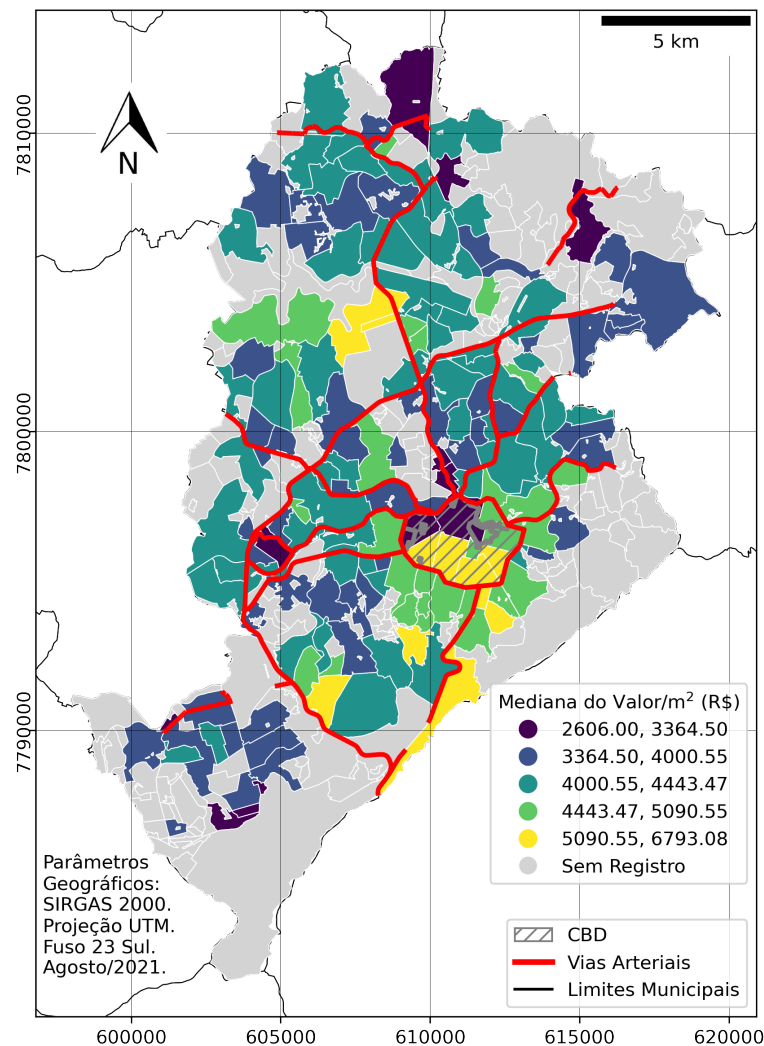 5 km
N
7810000
7800000
7790000
Mediana do Valor/m² (R$)
2606.00, 3364.50
3364.50, 4000.55
4000.55, 4443.47
4443.47, 5090.55
5090.55, 6793.08
Sem Registro
Parâmetros
Geográficos:
SIRGAS 2000.
Projeção UTM.
Fuso 23 Sul.
Agosto/2021.
CBD
Vias Arteriais
Limites Municipais
600000 605000 610000 615000 620000